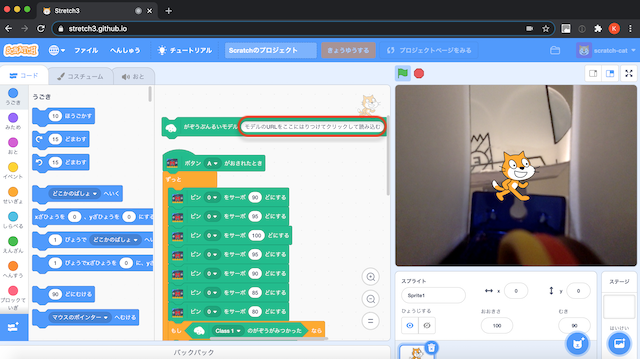 Stretch3
stretch3.github.io
ファイル
へんしゅう
チュートリアル
Scratchのプロジェクト
きょうゆうする
プロジェクトページをみる
scratch-cat
コード
コスチューム
おと
うごき
みため
おと
イベント
せいぎょ
しらべる
えんざん
へんすう
ブロックていぎ
うごき
10 ほうごかす
15 どまわす
15 どまわす
どこかのばしょ へいく
xざひょうを 0 、yざひょうを 0 にする
1 びょうで どこかのばしょ へ
1 びょうでxざひょうを 0 に、y
90 どにむける
マウスのポインター へむける
がぞうぶんるいモデル モデルのURLをここにはりつけてクリックして読み込む
ボタン A がおされたとき
ずっと
ピン 0 をサーボ 90 どにする
ピン 0 をサーボ 95 どにする
ピン 0 をサーボ 100 どにする
ピン 0 をサーボ 95 どにする
ピン 0 をサーボ 90 どにする
ピン 0 をサーボ 85 どにする
ピン 0 をサーボ 80 どにする
もし Class 1 のがぞうがみつかった なら
バックパック
スプライト
Sprite1
x 0
y 0
ひょうじする
おおきさ
100
むき
90
ステージ
はいけい